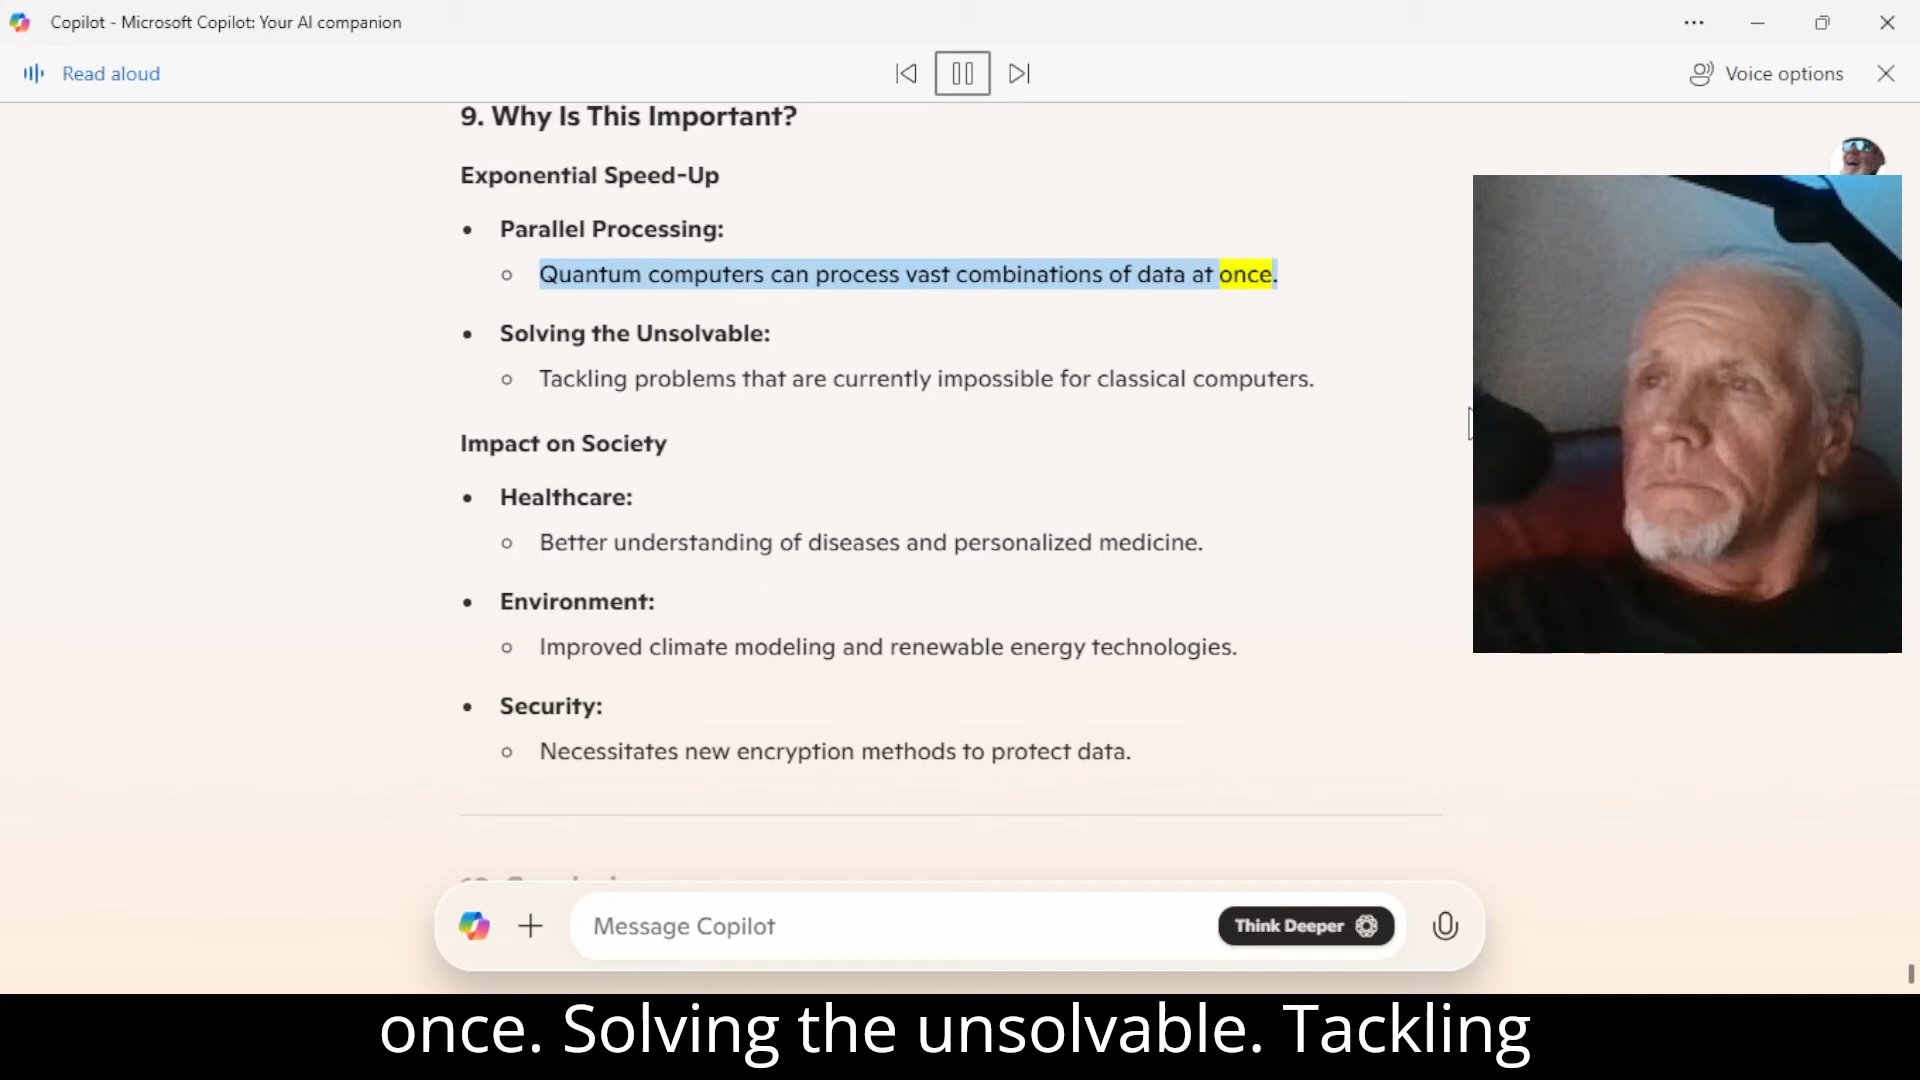 Copilot - Microsoft Copilot: Your AI companion
Read aloud
Voice options
9. Why Is This Important?
Exponential Speed-Up
Parallel Processing:
Quantum computers can process vast combinations of data at once.
Solving the Unsolvable:
Tackling problems that are currently impossible for classical computers.
Impact on Society
Healthcare:
Better understanding of diseases and personalized medicine.
Environment:
Improved climate modeling and renewable energy technologies.
Security:
Necessitates new encryption methods to protect data.
Message Copilot
Think Deeper
once. Solving the unsolvable. Tackling